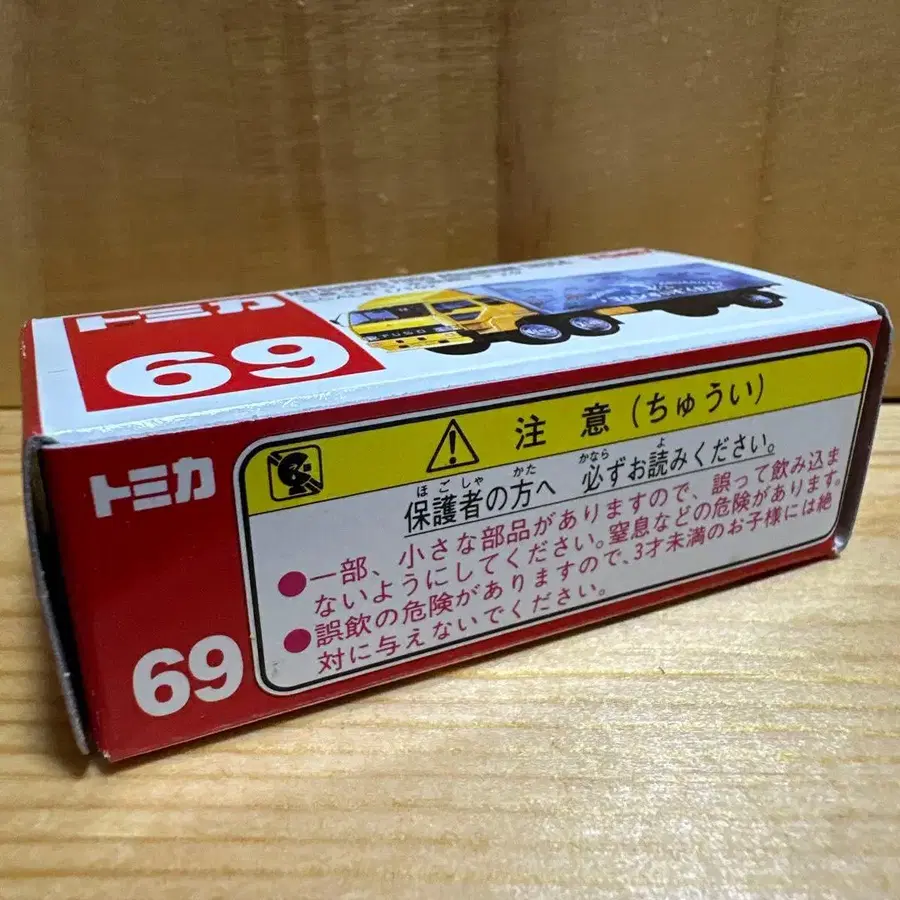 トミカ
69
FUSO
トミカ
69
注意(ちゅうい)
ほごしゃ かた かなら よ
保護者の方へ 必ずお読みください。
●一部、小さな部品がありますので、誤って飲み込ま
ないようにしてください。窒息などの危険があります。
●誤飲の危険がありますので、3才未満のお子様には絶
対に与えないでください。